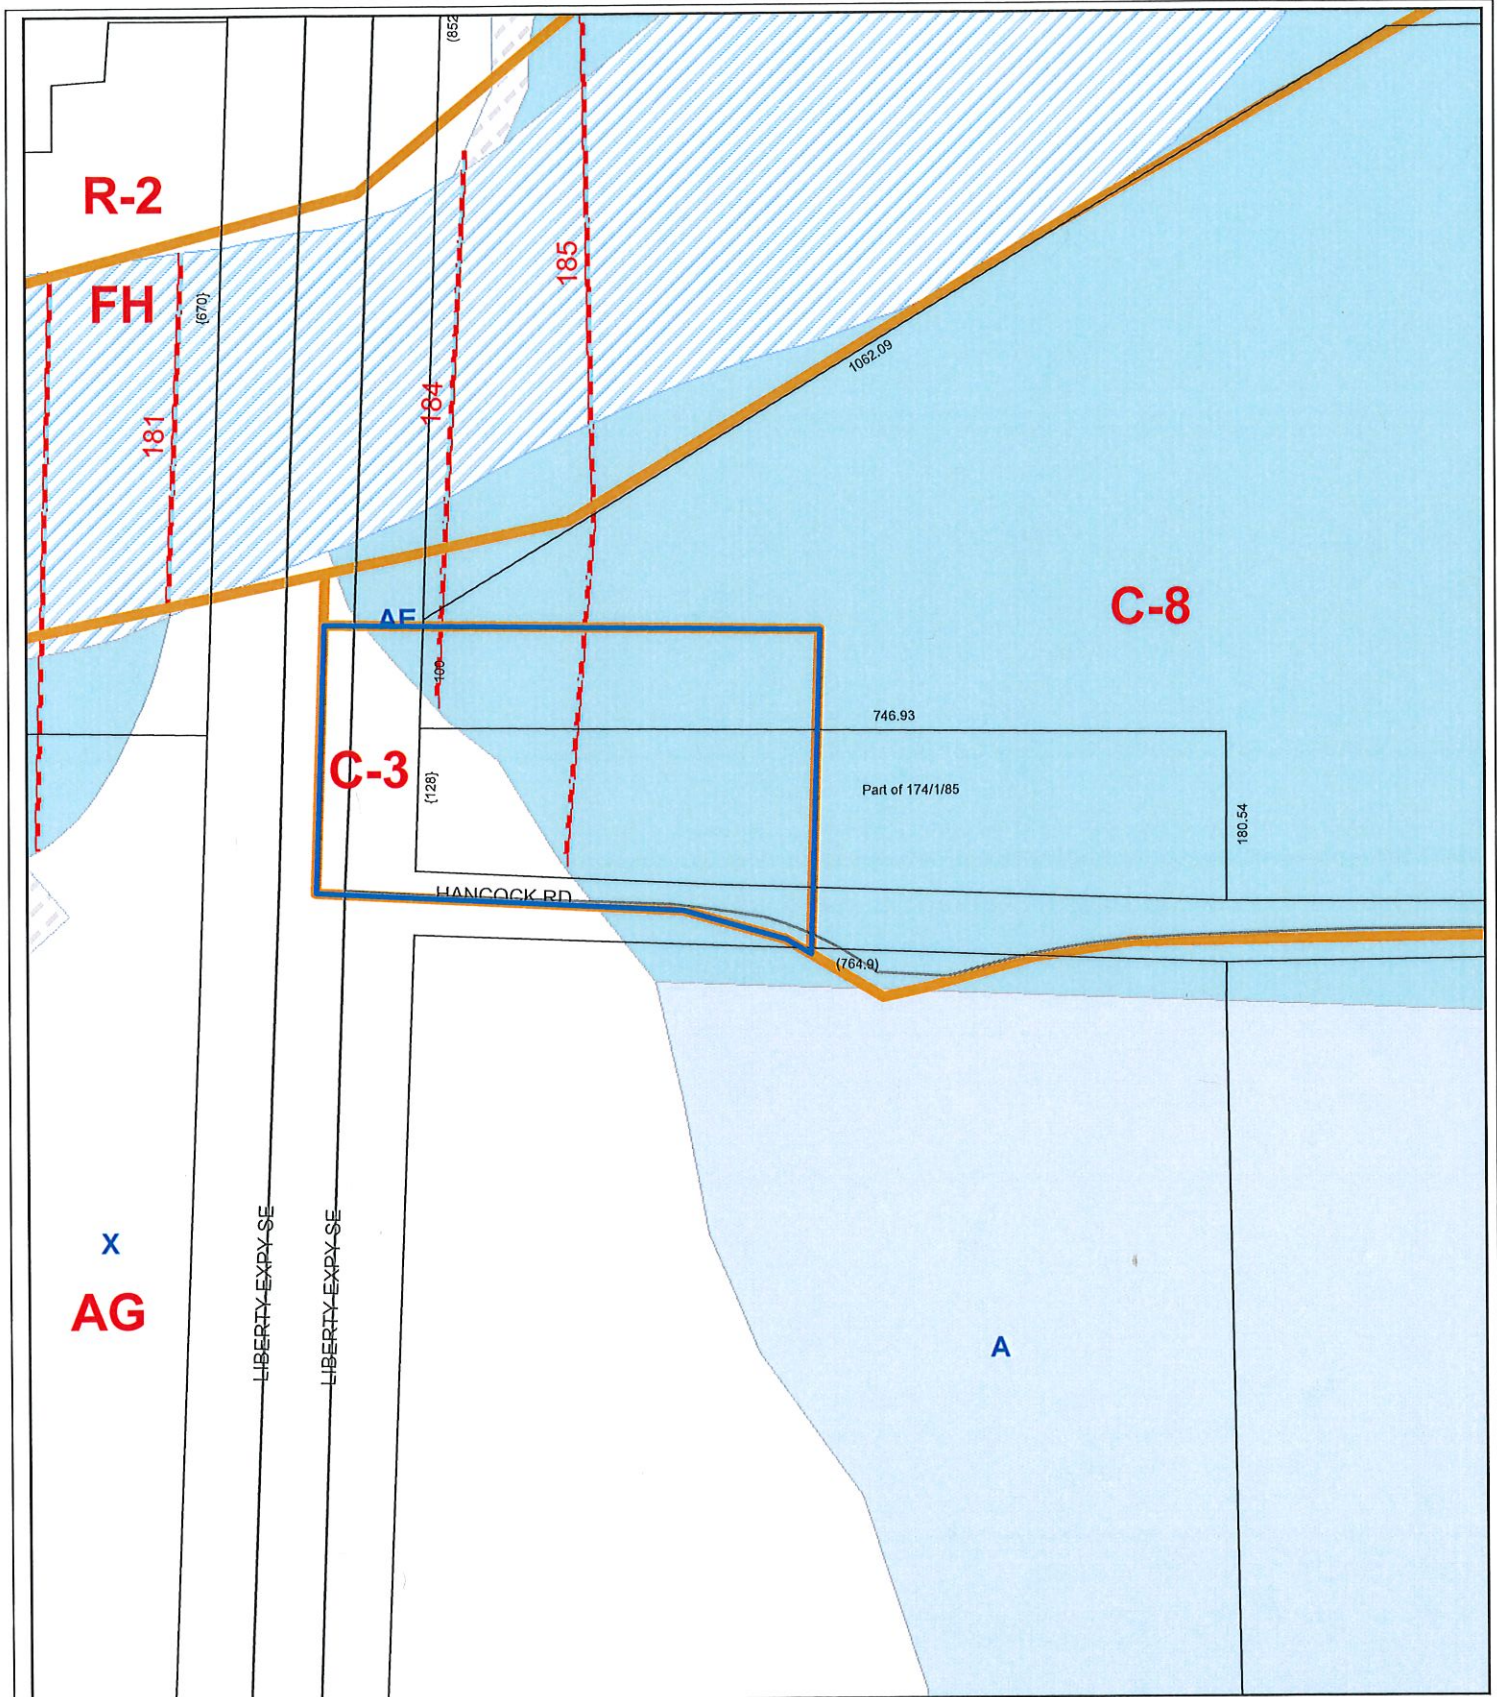 (852
R-2
185
FH
{670}
1062.09
184
181
C-8
AE
100
746.93
C-3
{128}
Part of 174/1/85
180.54
HANCOCK RD
(764.9)
X
LIBERTY EXPY SE
LIBERTY EXPY SE
AG
A